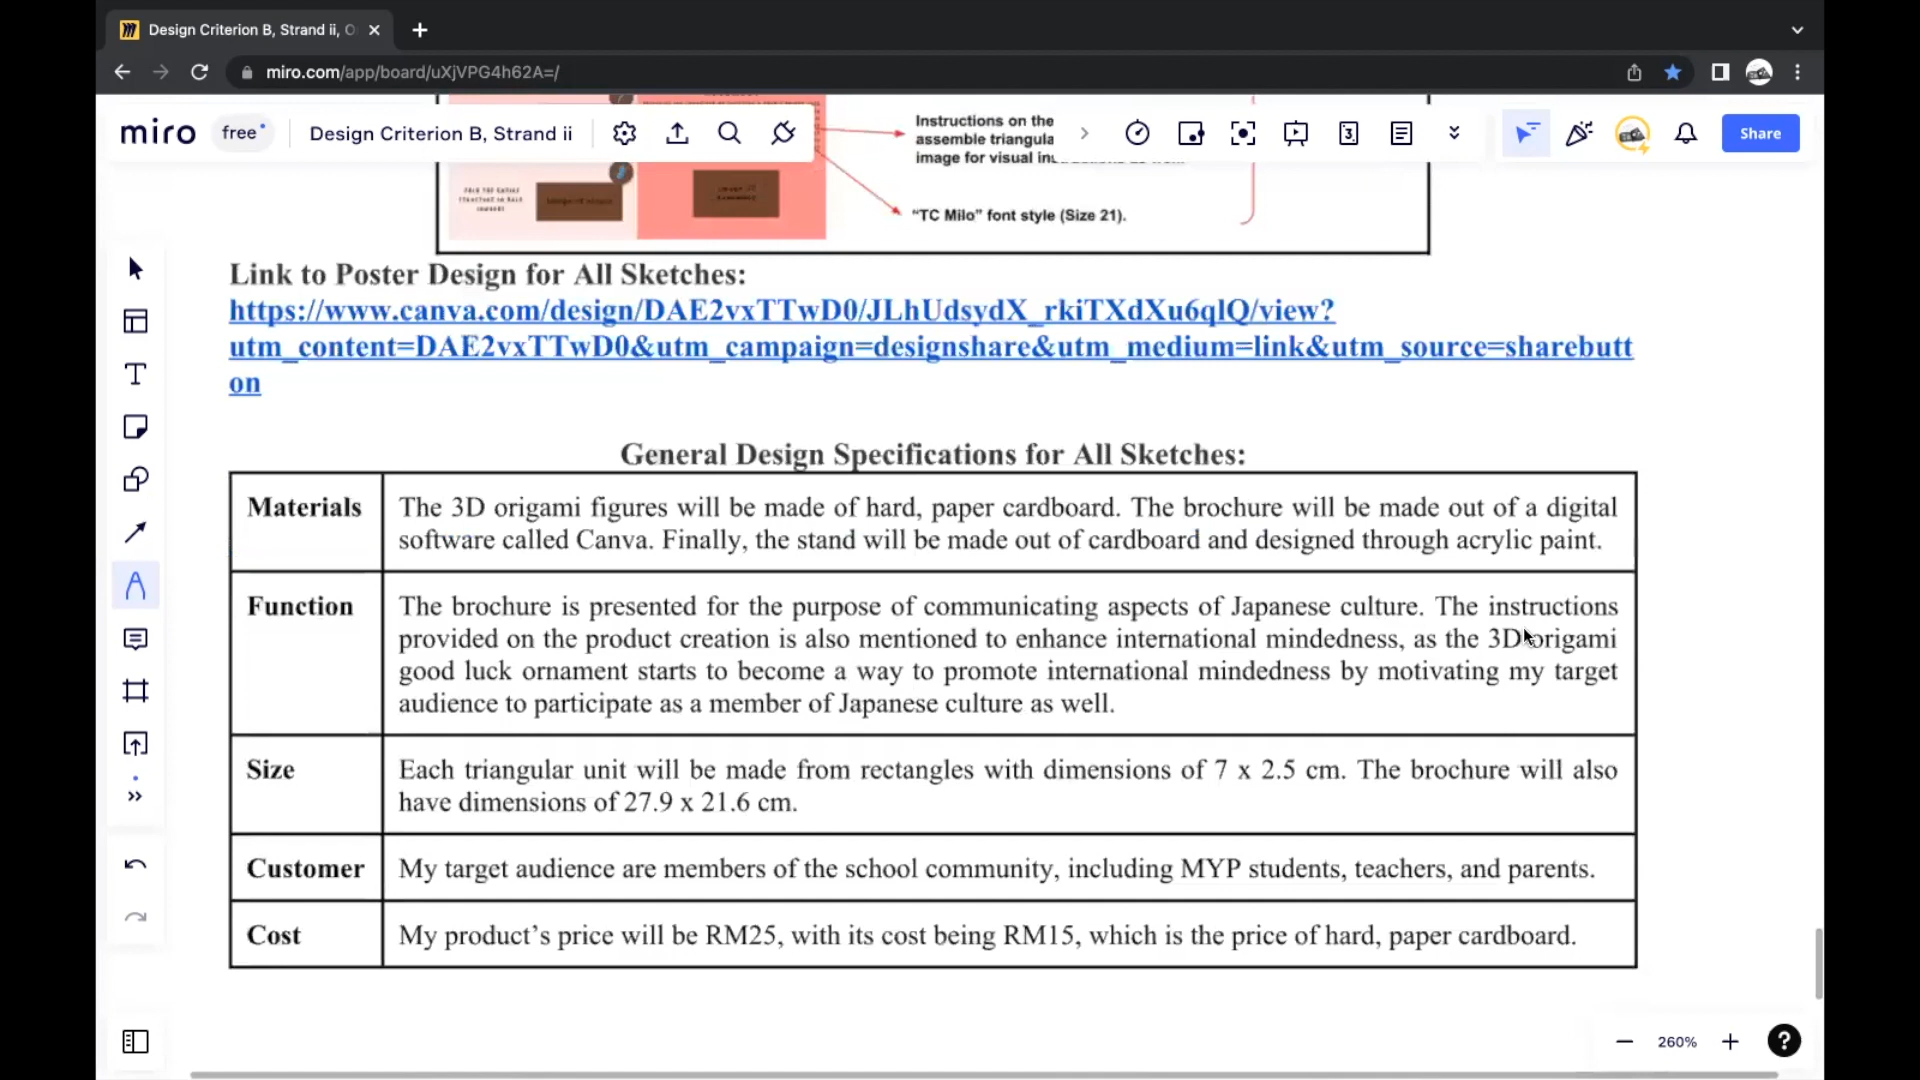 Design Criterion B, Strand ii, O
miro.com/app/board/uXjVPG4h62A=/
miro free Design Criterion B, Strand ii
Share
Instructions on the
assemble triangula
image for visual in
"TC Milo" font style (Size 21).
Link to Poster Design for All Sketches:
https://www.canva.com/design/DAE2vxTTwD0/JLhUdsydX_rkiTXdXu6qlQ/view?
utm_content=DAE2vxTTwD0&utm_campaign=designshare&utm_medium=link&utm_source=sharebutt
on
General Design Specifications for All Sketches:
Materials
The 3D origami figures will be made of hard, paper cardboard. The brochure will be made out of a digital
software called Canva. Finally, the stand will be made out of cardboard and designed through acrylic paint.
Function
The brochure is presented for the purpose of communicating aspects of Japanese culture. The instructions
provided on the product creation is also mentioned to enhance international mindedness, as the 3D origami
good luck ornament starts to become a way to promote international mindedness by motivating my target
audience to participate as a member of Japanese culture as well.
Size
Each triangular unit will be made from rectangles with dimensions of 7 x 2.5 cm. The brochure will also
have dimensions of 27.9 x 21.6 cm.
Customer
My target audience are members of the school community, including MYP students, teachers, and parents.
Cost
My product's price will be RM25, with its cost being RM15, which is the price of hard, paper cardboard.
260%